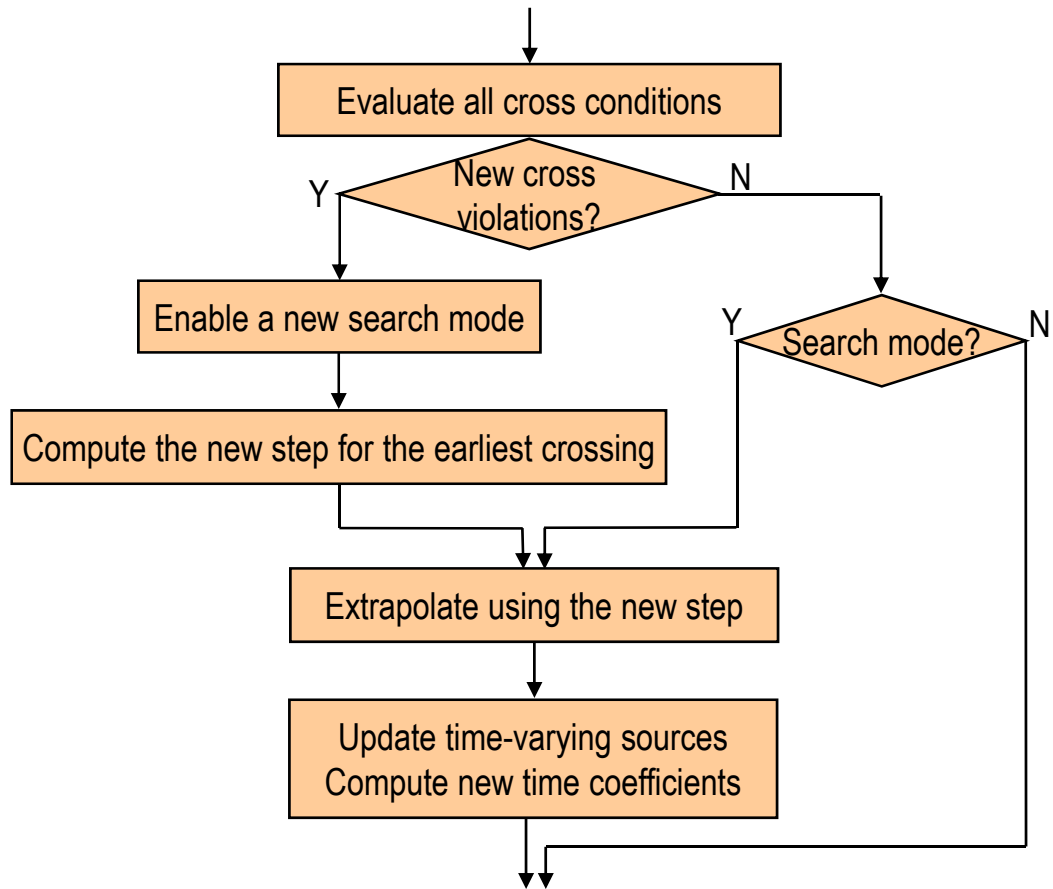 Evaluate all cross conditions
New cross
violations?
Y
N
Enable a new search mode
Y
N
Search mode?
Compute the new step for the earliest crossing
Extrapolate using the new step
Update time-varying sources
Compute new time coefficients